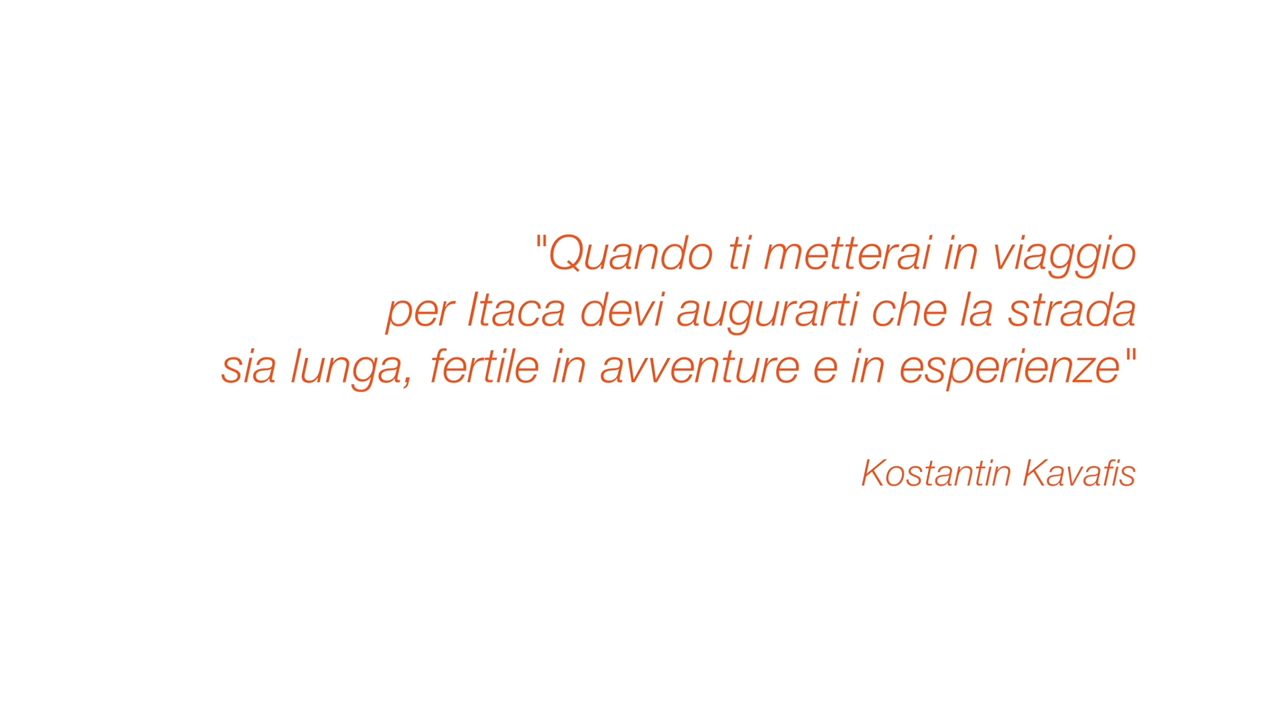 "Quando ti metterai in viaggio
per Itaca devi augurarti che la strada
sia lunga, fertile in avventure e in esperienze"
Kostantin Kavafis